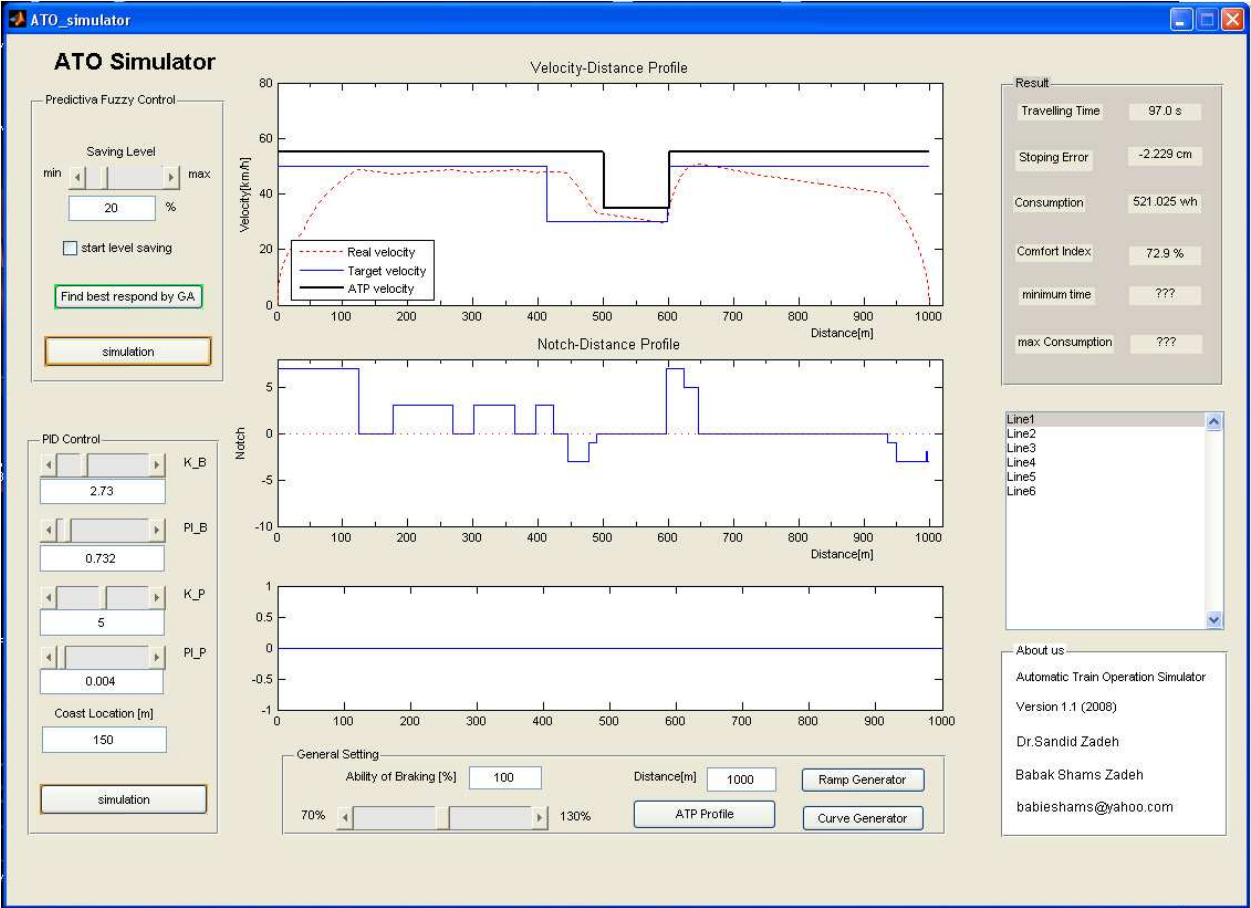 ATO_simulator
ATO Simulator
Predictiva Fuzzy Control
Saving Level
min
max
20
%
start level saving
Find best respond by GA
simulation
PID Control
K_B
2.73
PI_B
0.732
K_P
5
PI_P
0.004
Coast Location [m]
150
simulation
Velocity-Distance Profile
Velocity[km/h]
80
60
40
20
0
Real velocity
Target velocity
ATP velocity
0 100 200 300 400 500 600 700 800 900 1000
Distance[m]
Notch-Distance Profile
Notch
5
0
-5
-10
0 100 200 300 400 500 600 700 800 900 1000
Distance[m]
1
0.5
0
-0.5
-1
0 100 200 300 400 500 600 700 800 900 1000
General Setting
Ability of Braking [%]
100
70%
130%
Distance[m]
1000
ATP Profile
Ramp Generator
Curve Generator
Result
Travelling Time 97.0 s
Stoping Error -2.229 cm
Consumption 521.025 wh
Comfort Index 72.9 %
minimum time ???
max Consumption ???
Line1
Line2
Line3
Line4
Line5
Line6
About us
Automatic Train Operation Simulator
Version 1.1 (2008)
Dr.Sandid Zadeh
Babak Shams Zadeh
babieshams@yahoo.com